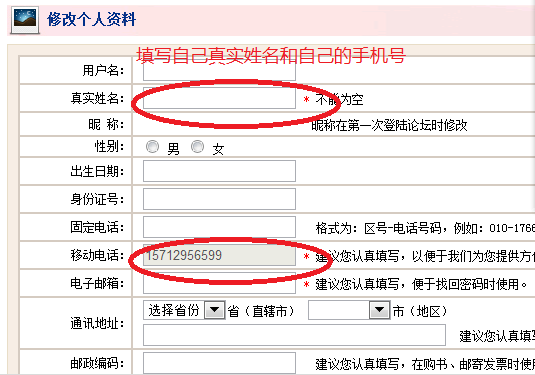 修改个人资料
填写自己真实姓名和自己的手机号
用户名：
真实姓名： * 不能为空
昵 称： 昵称在第一次登陆论坛时修改
性别： 男 女
出生日期：
身份证号：
固定电话： 格式为：区号-电话号码，例如：010-1766
移动电话： 15712956599 * 建议您认真填写，以便于我们为您提供方
电子邮箱： * 建议您认真填写，便于找回密码时使用。
通讯地址： 选择省份 省（直辖市） 市（地区）
建议您认真填写
邮政编码： 建议您认真填写，在购书、邮寄发票时使